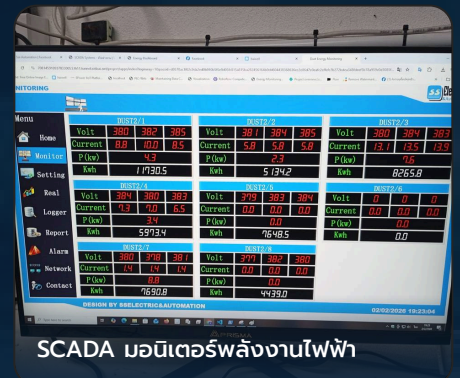 NITORING
Menu
Home
Monitor
Setting
Real
Logger
Report
Alarm
Network
Contact
DUST2/1
Volt 380 382 385
Current 8.8 10.0 8.5
P(kw) 4.3
Kwh 11730.5
DUST2/2
Volt 381 384 385
Current 5.8 5.8 5.8
P(kw) 2.3
Kwh 5134.2
DUST2/3
Volt 380 384 383
Current 13.1 13.5 13.9
P(kw) 7.6
Kwh 8265.8
DUST2/4
Volt 384 380 383
Current 7.3 7.0 6.5
P(kw) 3.4
Kwh 5973.4
DUST2/5
Volt 379 383 384
Current 0.0 0.0 0.0
P(kw) 0.0
Kwh 7648.5
DUST2/6
Volt 0 0 0
Current 0.0 0.0 0.0
P(kw) 0.0
Kwh 0.0
DUST2/7
Volt 380 378 381
Current 1.4 1.4 1.4
P(kw) 8.8
Kwh 7690.8
DUST2/8
Volt 377 382 380
Current 0.0 0.0 0.0
P(kw) 0.0
Kwh 4439.0
DESIGN BY SSELECTRIC&AUTOMATION
02/02/2026 19:23:04
SCADA มอนิเตอร์พลังงานไฟฟ้า